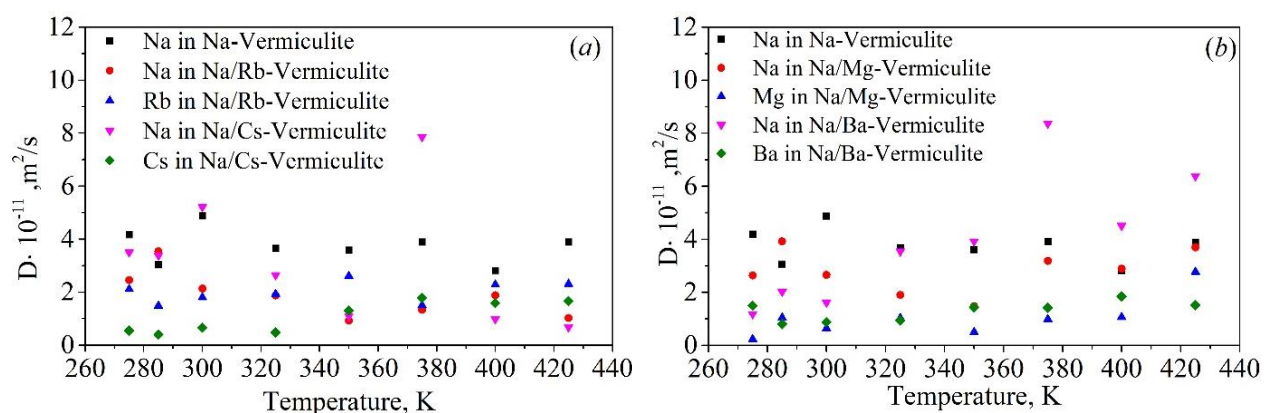 12
10
8
6
4
2
0
D· 10⁻¹¹ ,m²/s
Na in Na-Vermiculite
Na in Na/Rb-Vermiculite
Rb in Na/Rb-Vermiculite
Na in Na/Cs-Vermiculite
Cs in Na/Cs-Vermiculite
(a)
260 280 300 320 340 360 380 400 420 440
Temperature, K
12
10
8
6
4
2
0
D· 10⁻¹¹ ,m²/s
Na in Na-Vermiculite
Na in Na/Mg-Vermiculite
Mg in Na/Mg-Vermiculite
Na in Na/Ba-Vermiculite
Ba in Na/Ba-Vermiculite
(b)
260 280 300 320 340 360 380 400 420 440
Temperature, K